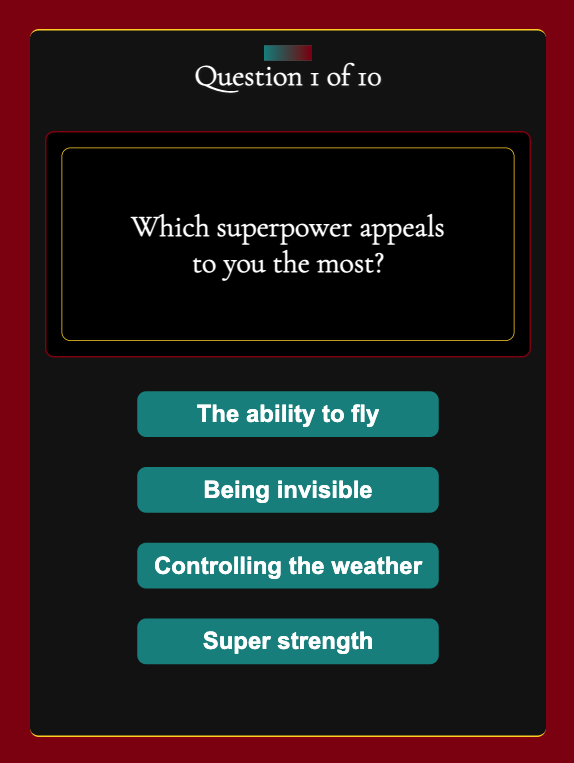 Question 1 of 10
Which superpower appeals
to you the most?
The ability to fly
Being invisible
Controlling the weather
Super strength